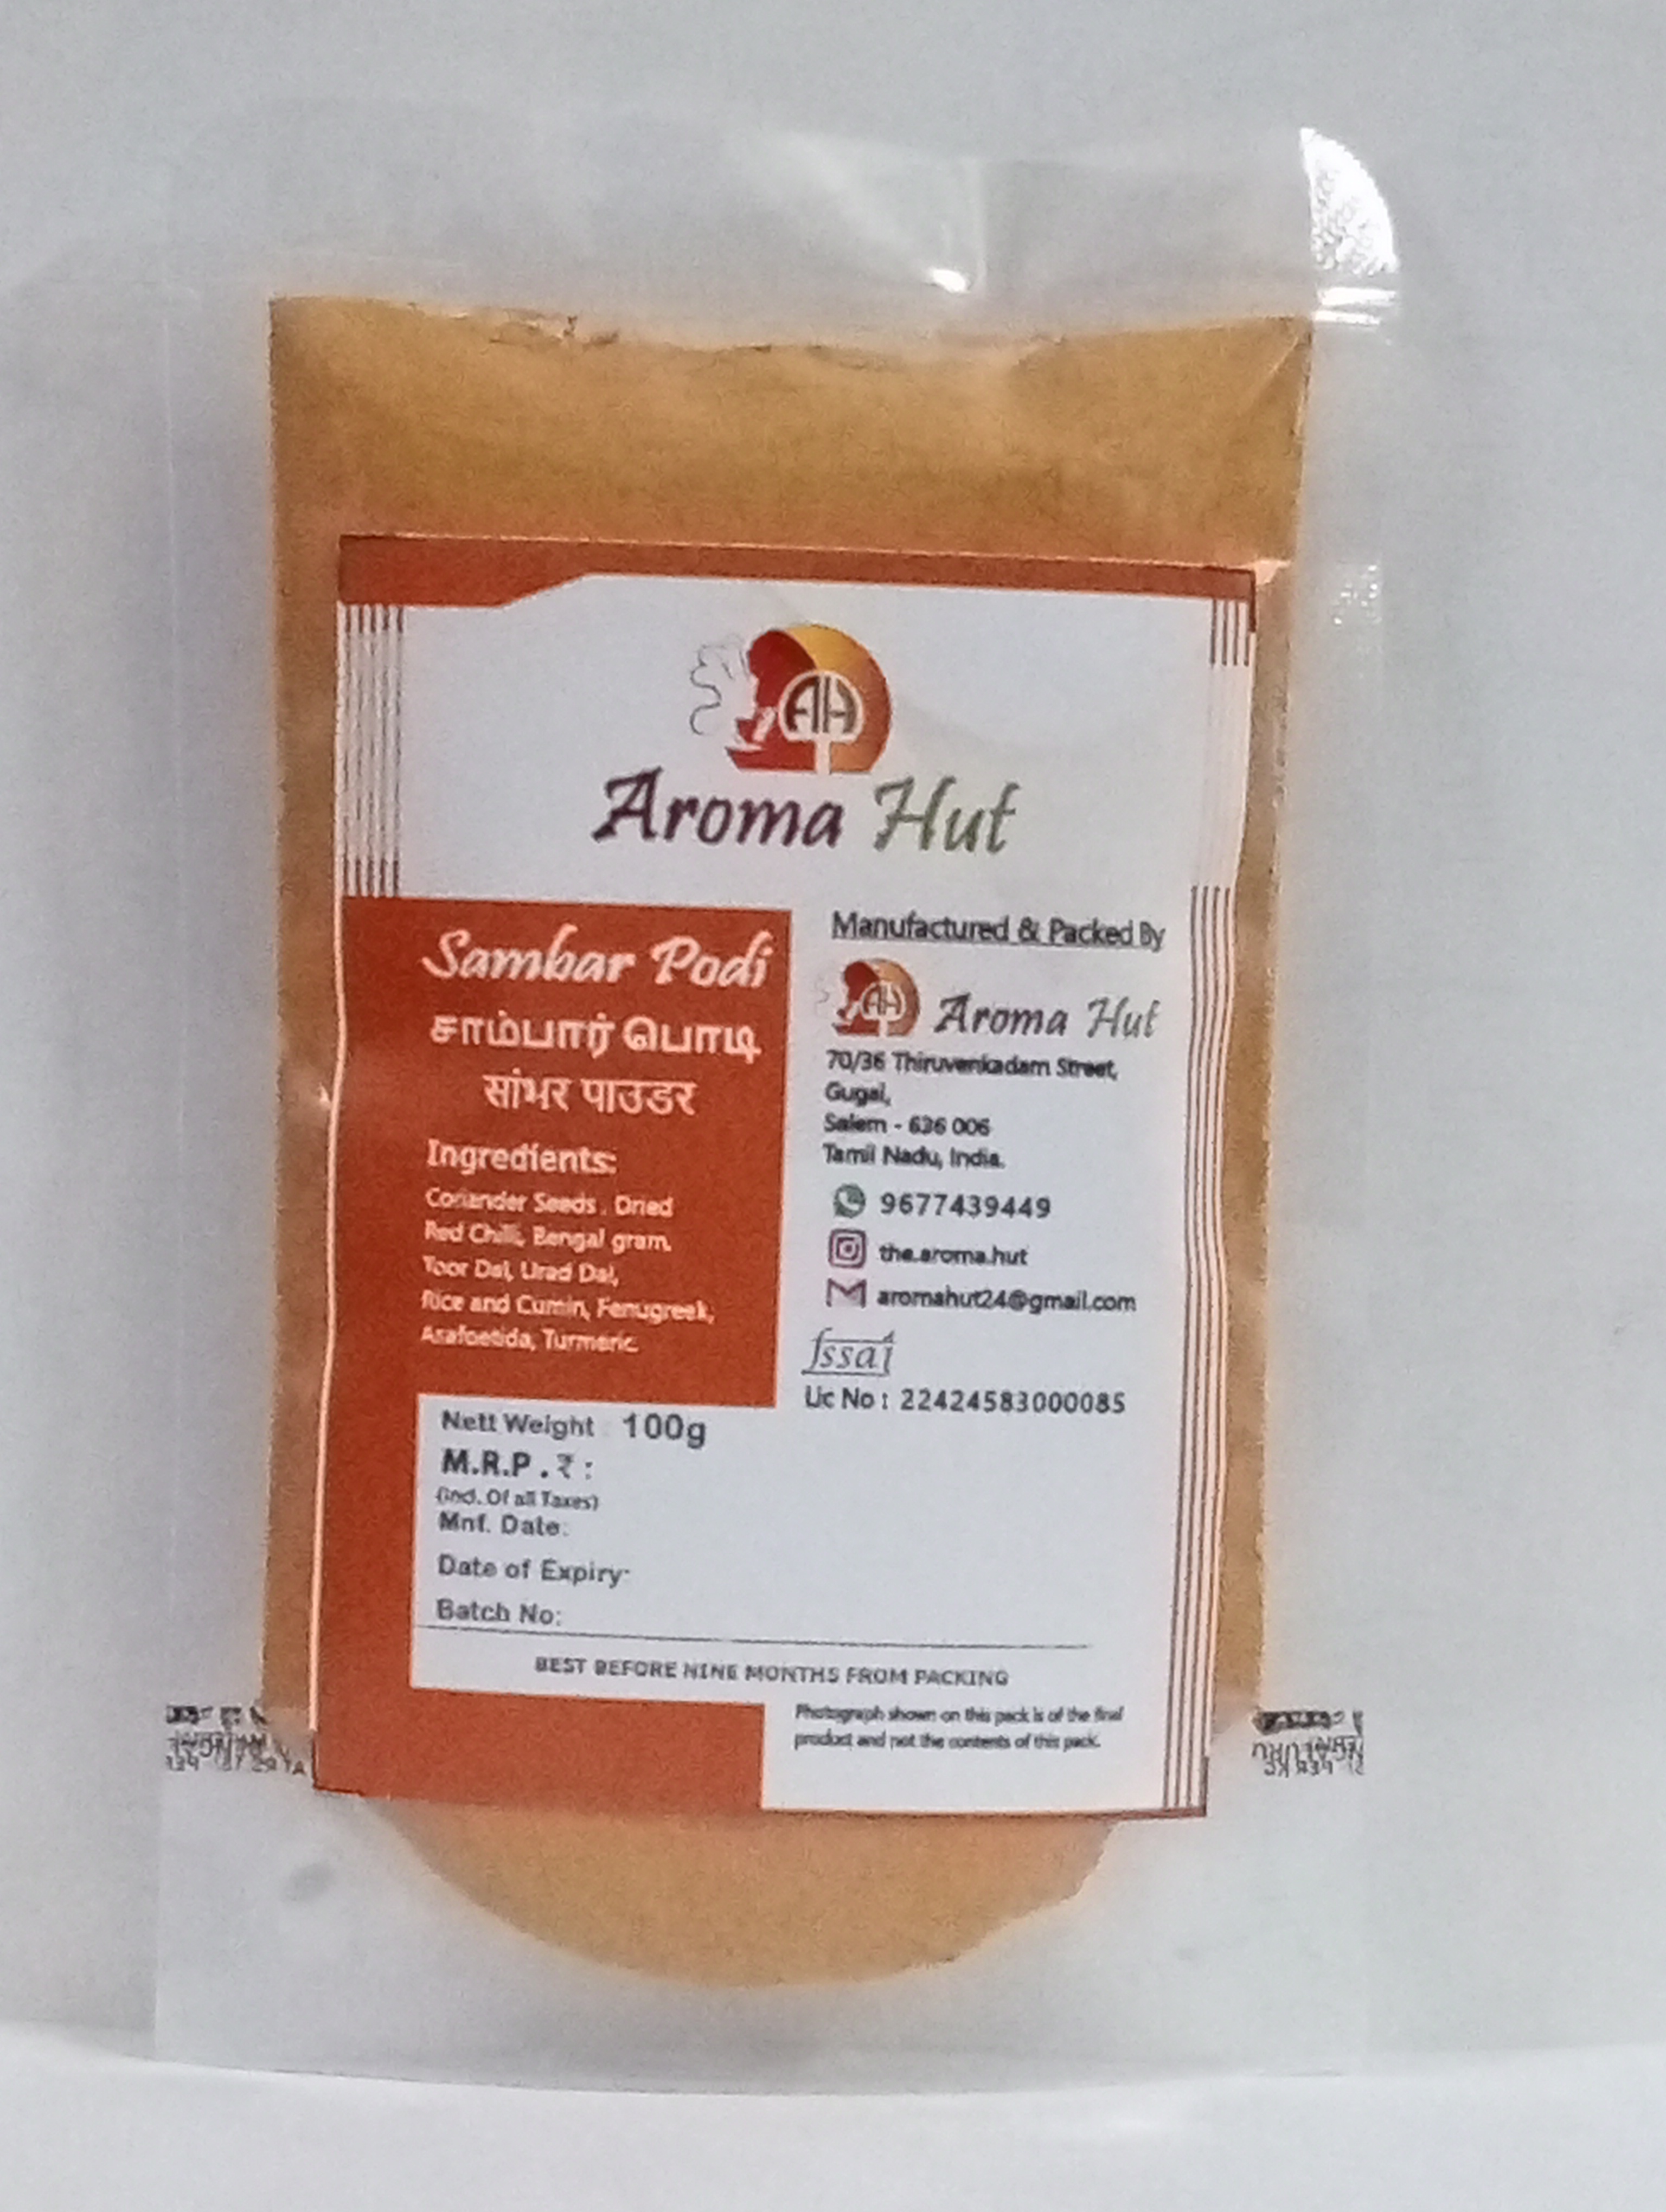 AH
Aroma Hut
Sambar Podi
சாம்பார் பொடி
सांभर पाउडर
Ingredients:
Coriander Seeds . Dried
Red Chilli, Bengal gram,
Toor Dal, Urad Dal,
Rice and Cumin, Fenugreek,
Asafoetida, Turmeric.
Manufactured & Packed By
AH
Aroma Hut
70/36 Thiruvenkadam Street,
Gugai,
Salem - 636 006
Tamil Nadu, India.
9677439449
the.aroma.hut
aromahut24@gmail.com
fssai
Lic No : 22424583000085
Nett Weight : 100g
M.R.P . ₹ :
(Incl. Of all Taxes)
Mnf. Date:
Date of Expiry:
Batch No:
BEST BEFORE NINE MONTHS FROM PACKING
Photograph shown on this pack is of the final
product and not the contents of this pack.